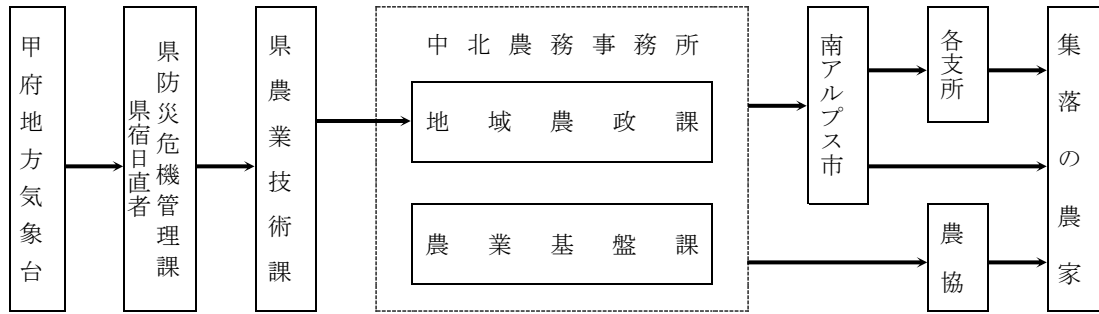 甲府地方気象台
県防災危機管理課
県宿日直者
県農業技術課
中北農務事務所
地域農政課
農業基盤課
南アルプス市
各支所
農協
集落の農家